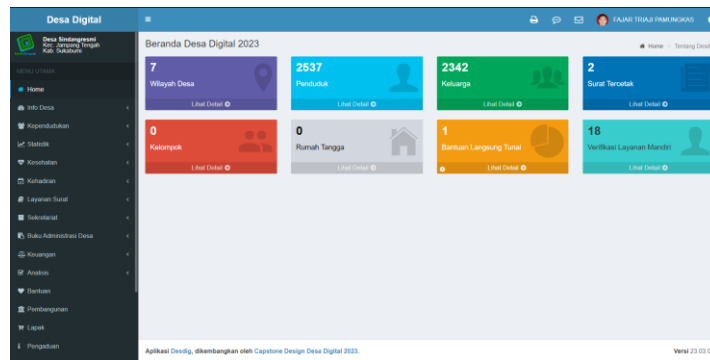 Desa Digital
FAJAR TRIAJI PAMUNGKAS
Desa Sindangresmi
Kec. Jampang Tengah
Kab. Sukabumi
MENU UTAMA
Home
Info Desa
Kependudukan
Statistik
Kesehatan
Kehadiran
Layanan Surat
Sekretariat
Buku Administrasi Desa
Keuangan
Analisis
Bantuan
Pembangunan
Lapak
Pengaduan
Beranda Desa Digital 2023
Home > Tentang Desa
7
Wilayah Desa
Lihat Detail
2537
Penduduk
Lihat Detail
2342
Keluarga
Lihat Detail
2
Surat Tercetak
Lihat Detail
0
Kelompok
Lihat Detail
0
Rumah Tangga
Lihat Detail
1
Bantuan Langsung Tunai
Lihat Detail
18
Verifikasi Layanan Mandiri
Lihat Detail
Aplikasi Desdig, dikembangkan oleh Capstone Design Desa Digital 2023.
Versi 23.03.